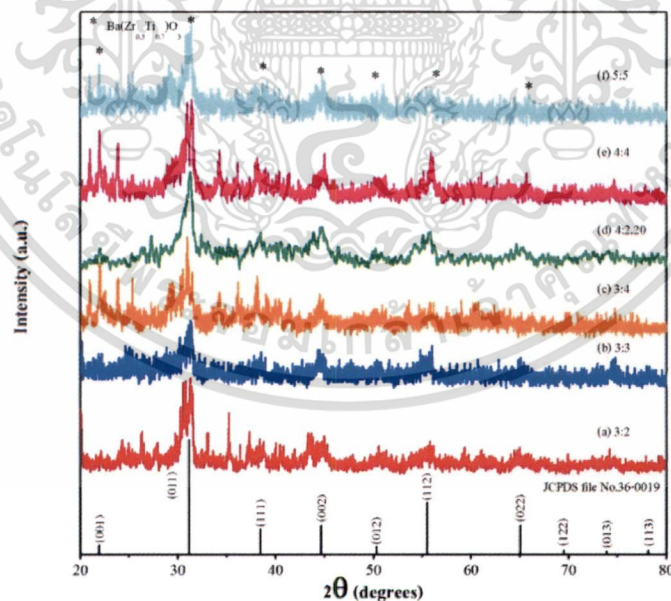 * Ba(Zr0.5Ti0.7)O3 *
*
* * * * *
(f) 5:5
(e) 4:4
(d) 4:2.20
(c) 3:4
(b) 3:3
(a) 3:2
JCPDS file No.36-0019
(001)
(011)
(111)
(002)
(012)
(112)
(022)
(122)
(013)
(113)
Intensity (a.u.)
20 30 40 50 60 70 80
2θ (degrees)